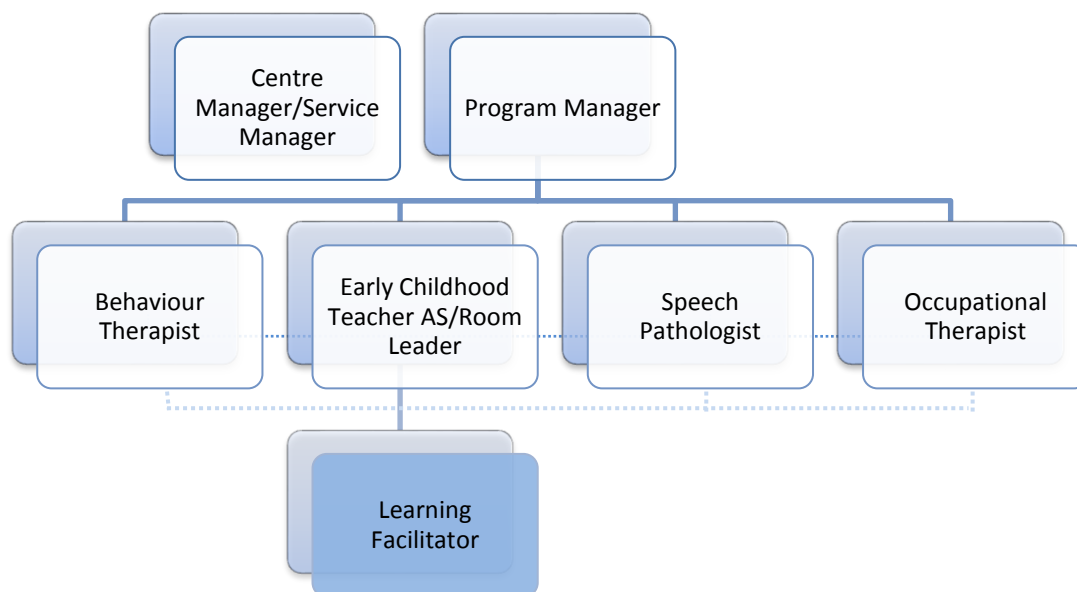 Centre
Manager/Service
Manager
Program Manager
Behaviour
Therapist
Early Childhood
Teacher AS/Room
Leader
Speech
Pathologist
Occupational
Therapist
Learning
Facilitator